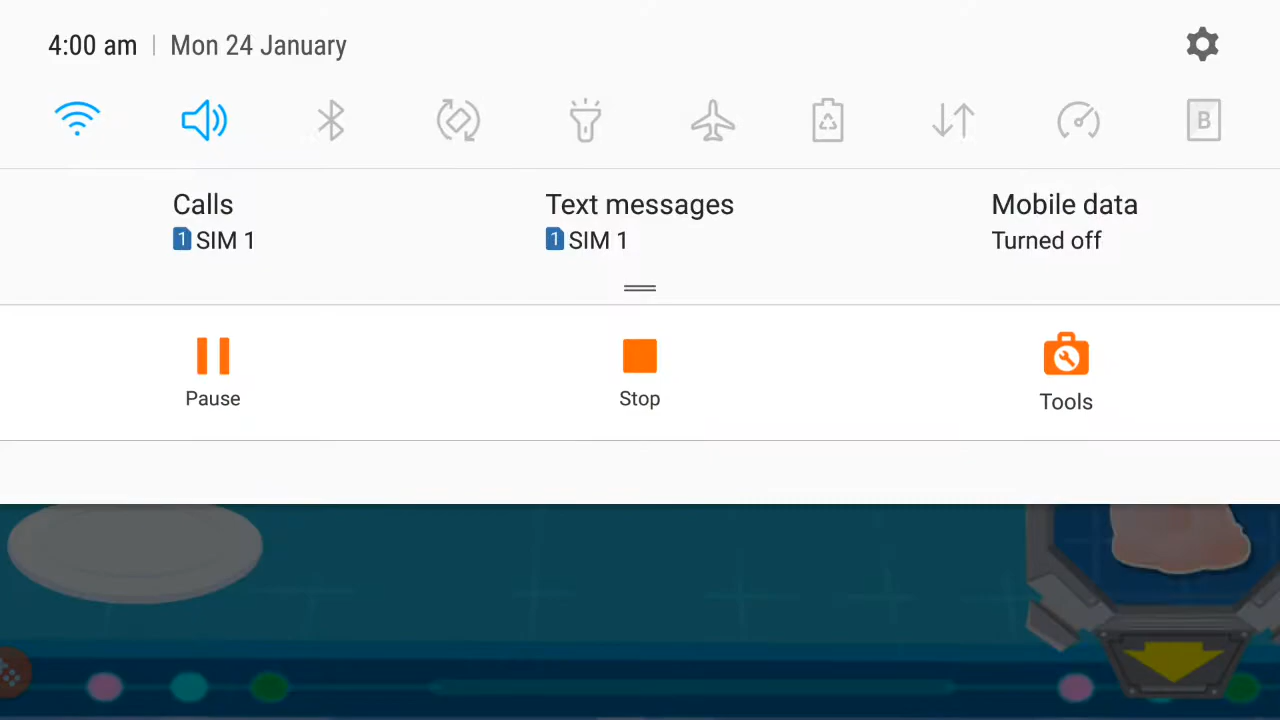 4:00 am | Mon 24 January
B
Calls
Text messages
Mobile data
1 SIM 1
1 SIM 1
Turned off
Pause
Stop
Tools